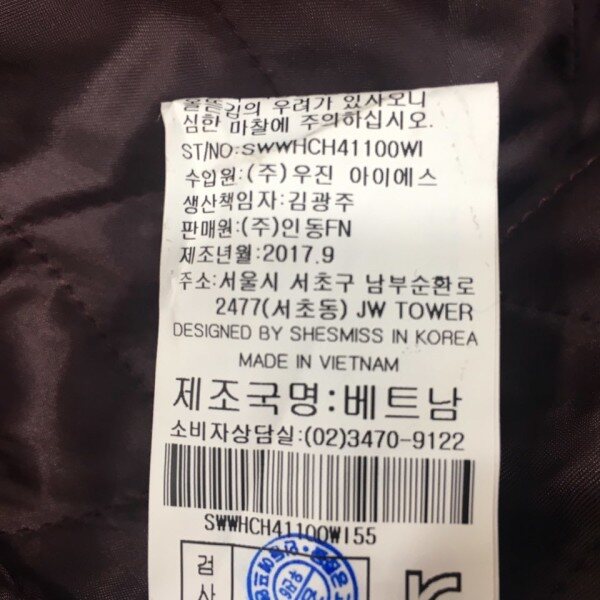 올뜯김의 우려가 있사오니
심한 마찰에 주의하십시오.
ST/NO:SWWHCH41100WI
수입원:(주)우진 아이에스
생산책임자:김광주
판매원:(주)인동FN
제조년월:2017.9
주소:서울시 서초구 남부순환로
2477(서초동) JW TOWER
DESIGNED BY SHESMISS IN KOREA
MADE IN VIETNAM
제조국명:베트남
소비자상담실:(02)3470-9122
SWWHCH41100WI55
검
사